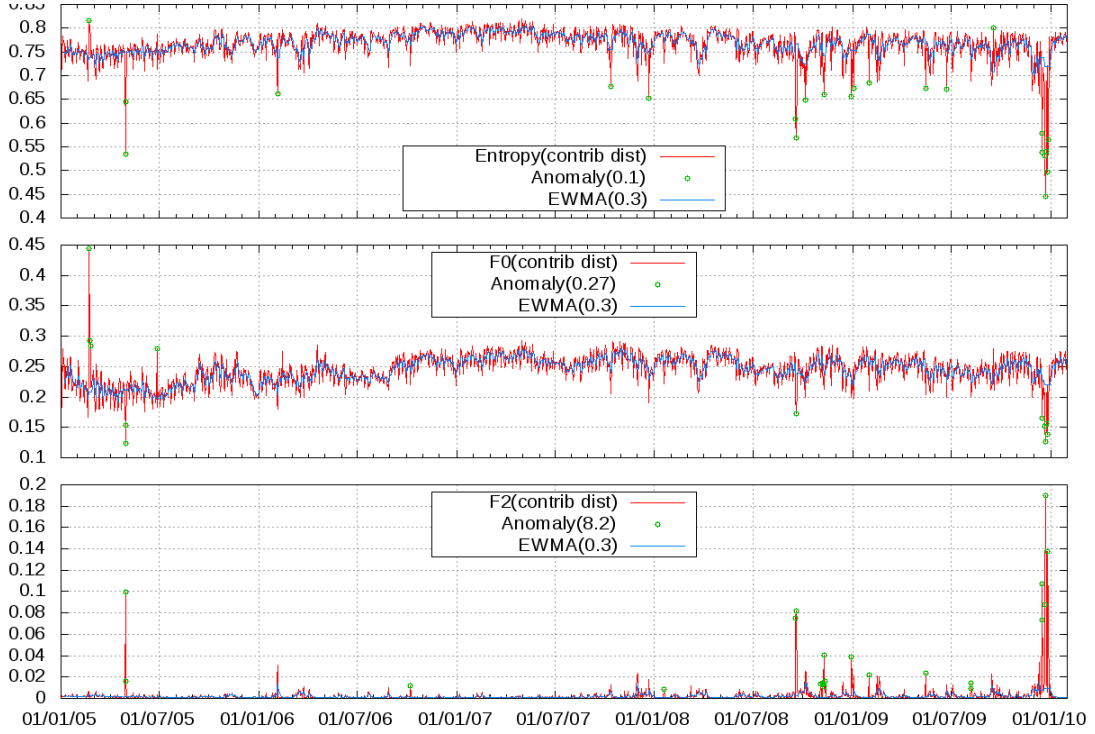 0.85
0.8
0.75
0.7
0.65
0.6
0.55
0.5
0.45
0.4
Entropy(contrib dist)
Anomaly(0.1)
EWMA(0.3)
0.45
0.4
0.35
0.3
0.25
0.2
0.15
0.1
F0(contrib dist)
Anomaly(0.27)
EWMA(0.3)
0.2
0.18
0.16
0.14
0.12
0.1
0.08
0.06
0.04
0.02
0
F2(contrib dist)
Anomaly(8.2)
EWMA(0.3)
01/01/05 01/07/05 01/01/06 01/07/06 01/01/07 01/07/07 01/01/08 01/07/08 01/01/09 01/07/09 01/01/10